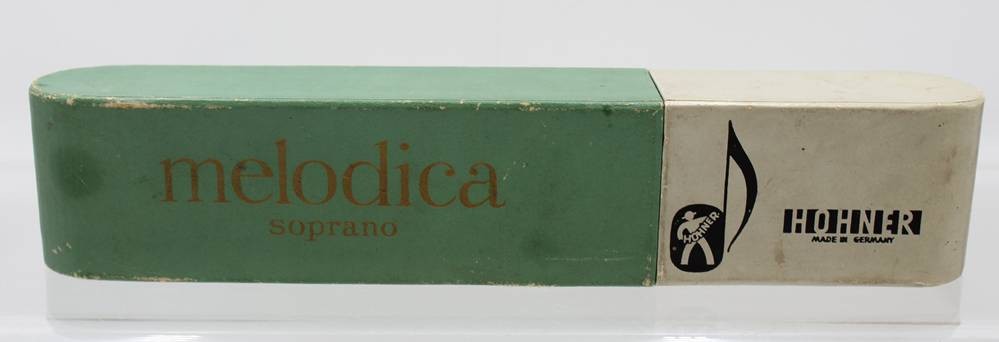 melodica
soprano
HOHNER
HOHNER
MADE IN GERMANY